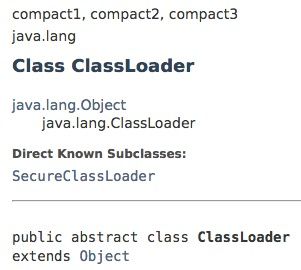 compact1, compact2, compact3
java.lang
Class ClassLoader
java.lang.Object
java.lang.ClassLoader
Direct Known Subclasses:
SecureClassLoader
public abstract class ClassLoader
extends Object